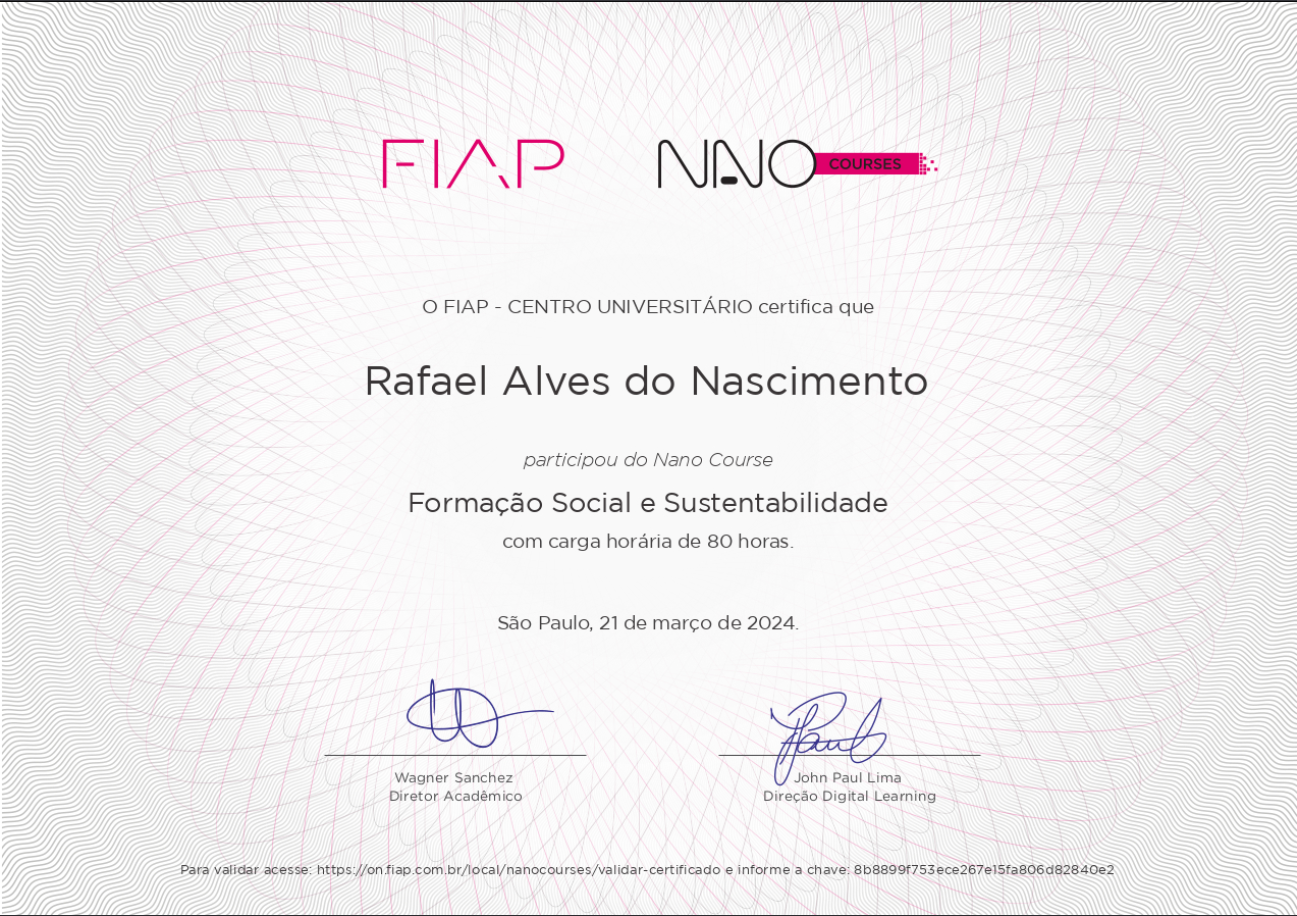 FIAP NANO COURSES
O FIAP - CENTRO UNIVERSITÁRIO certifica que
Rafael Alves do Nascimento
participou do Nano Course
Formação Social e Sustentabilidade
com carga horária de 80 horas.
São Paulo, 21 de março de 2024.
Wagner Sanchez
Diretor Acadêmico
John Paul Lima
Direção Digital Learning
Para validar acesse: https://on.fiap.com.br/local/nanocourses/validar-certificado e informe a chave: 8b8899f753ece267e15fa806d82840e2